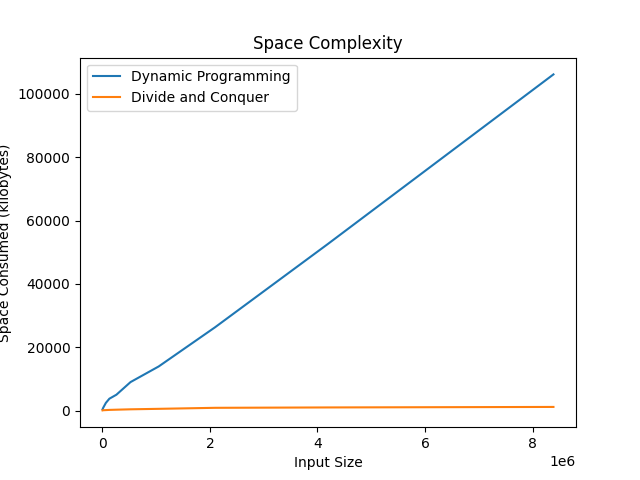 Space Complexity
Dynamic Programming
Divide and Conquer
100000
80000
60000
40000
20000
0
Space Consumed (kilobytes)
0 2 4 6 8
1e6
Input Size